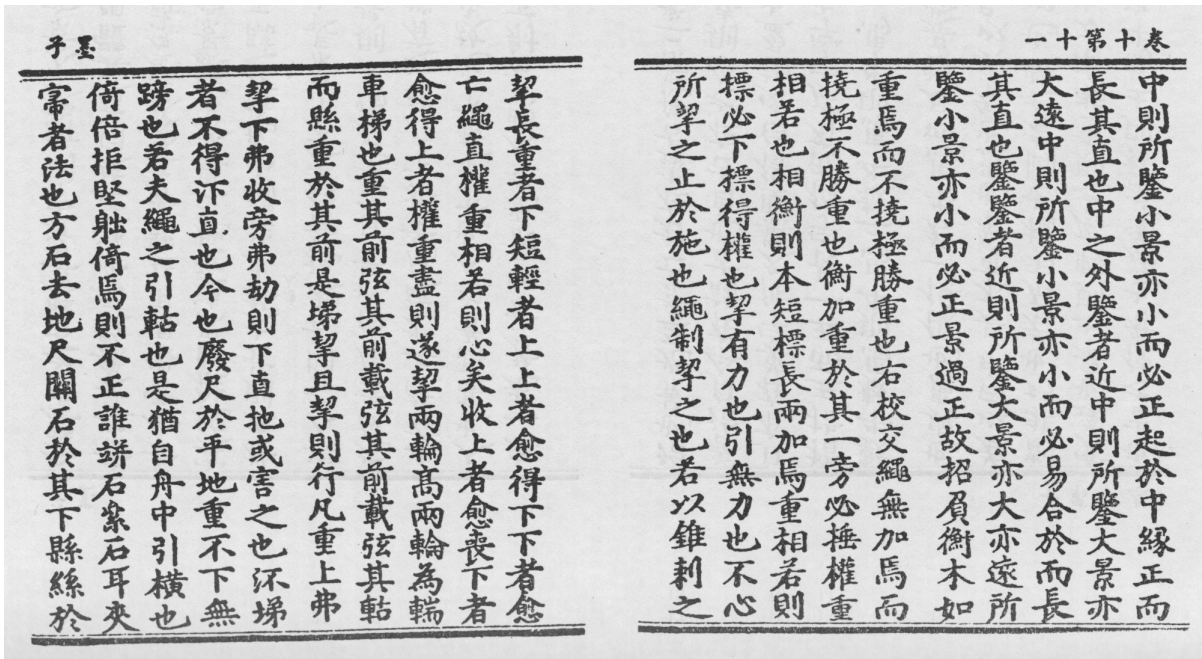 卷十第十一
中則所鑒小景亦小而必正起於中緣正而
長其直也中之外鑒者近中則所鑒大景亦
大遠中則所鑒小景亦小而必易合於而長
其直也鑒鑒者近則所鑒大景亦大亦遠所
鑒小景亦小而必正景過正故招負衡木如
重焉而不撓極勝重也右校交繩無加焉而
撓極不勝重也衡加重於其一旁必捶權重
相若也相衡則本短標長兩加焉重相若則
標必下標得權也挈有力也引無力也不心
所挈之止於施也繩制挈之也若以錐刺之
墨子
挈長重者下短輕者上上者愈得下下者愈
亡繩直權重相若則心矣收上者愈喪下者
愈得上者權重盡則遂挈兩輪高兩輪為輲
車梯也重其前弦其前載弦其前載弦其軲
而縣重於其前是梯挈且挈則行凡重上弗
挈下弗收旁弗劫則下直扡或害之也㳅梯
者不得汴直也今也廢尺於平地重不下無
䠙也若夫繩之引軲也是猶自舟中引橫也
倚倍拒堅䠳倚焉則不正誰竮石絫石耳夾
㡛者法也方石去地尺關石於其下縣絲於